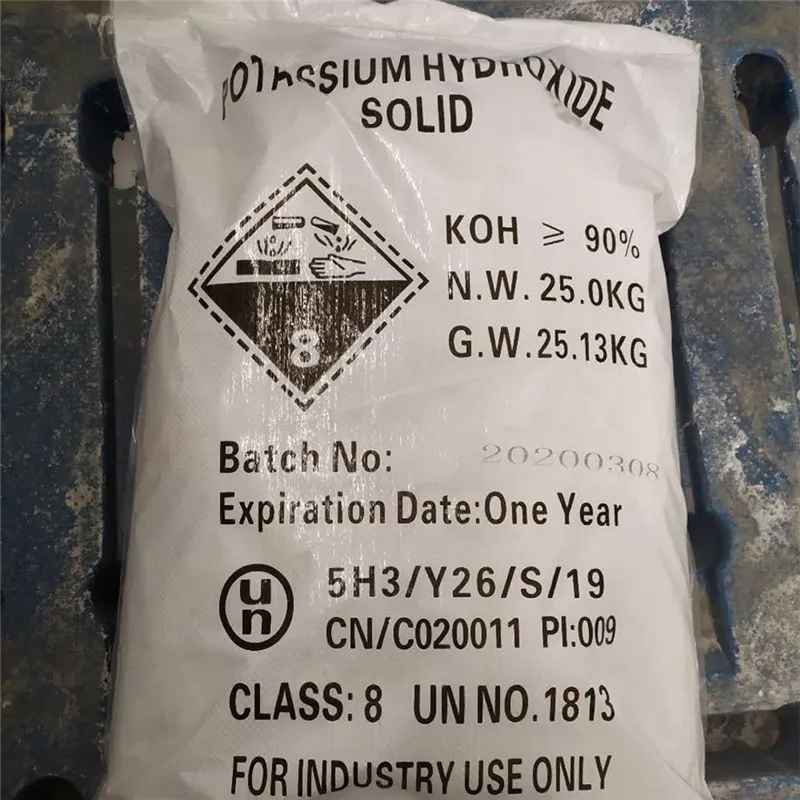 POTASSIUM HYDROXIDE
SOLID
KOH ≥ 90%
N.W. 25.0KG
G.W. 25.13KG
8
Batch No: 20200308
Expiration Date:One Year
un
5H3/Y26/S/19
CN/C020011 PI:009
CLASS: 8 UN NO. 1813
FOR INDUSTRY USE ONLY